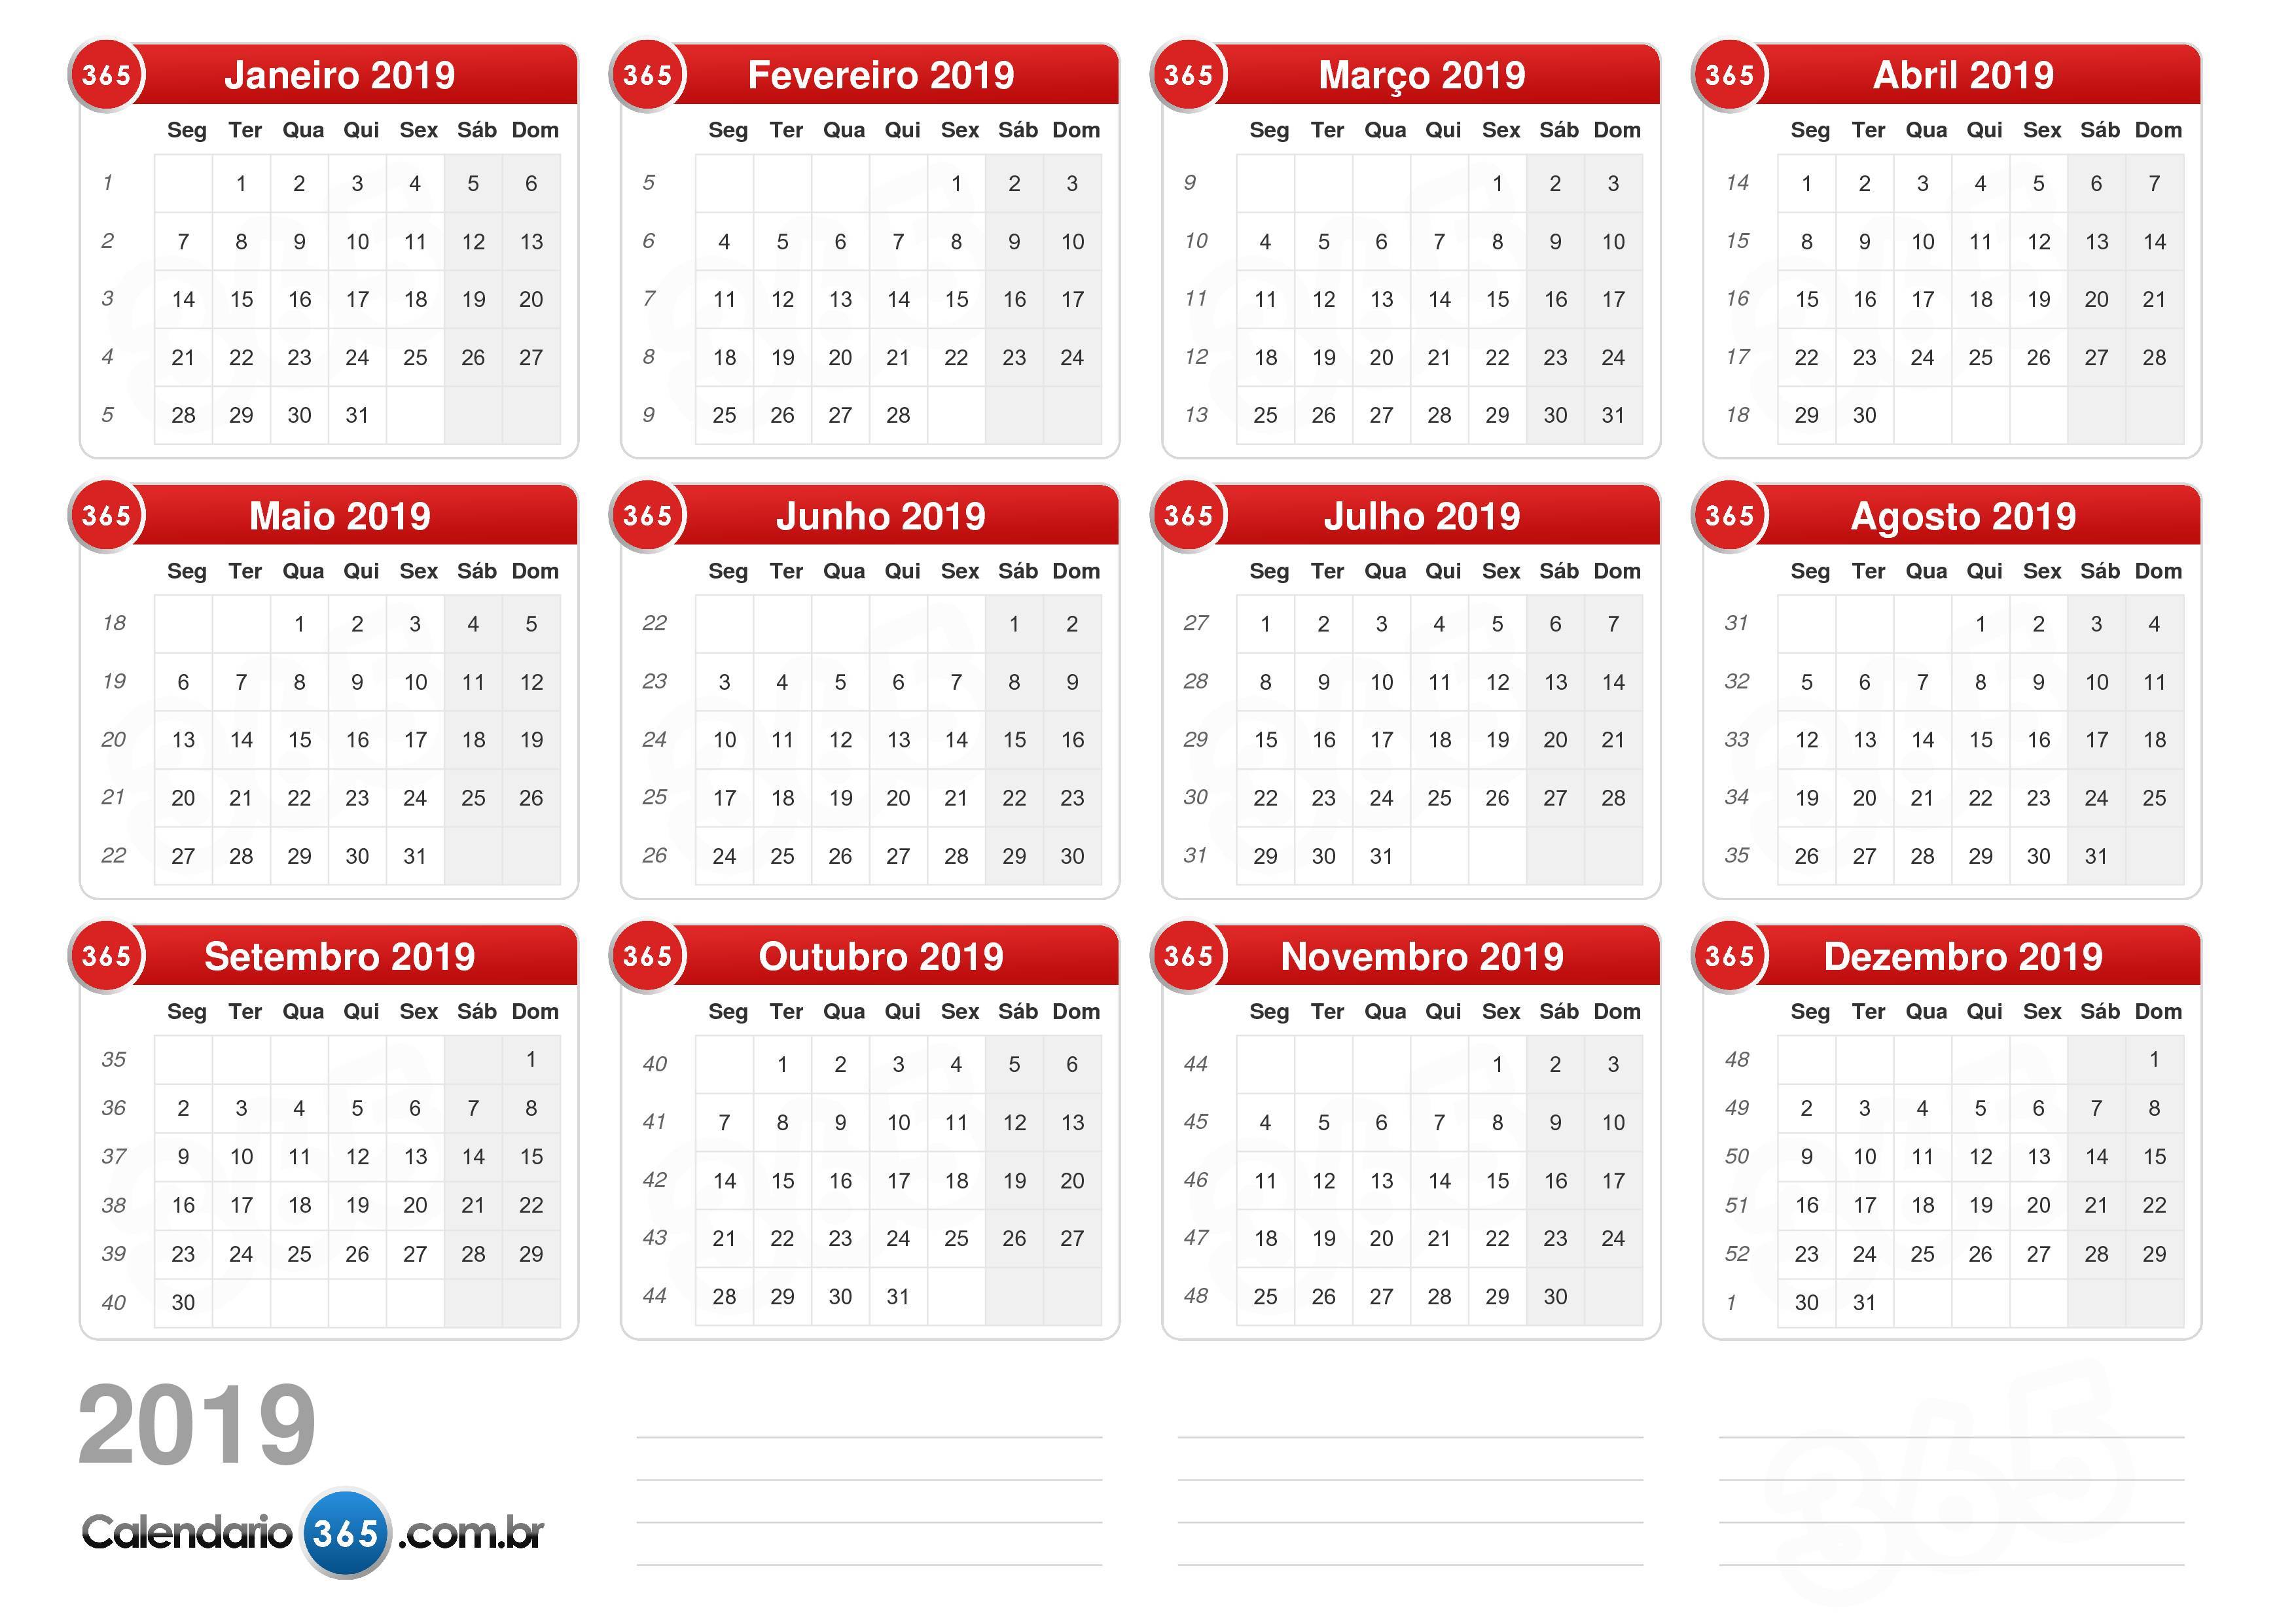 365 Janeiro 2019
Seg Ter Qua Qui Sex Sáb Dom
1 1 2 3 4 5 6
2 7 8 9 10 11 12 13
3 14 15 16 17 18 19 20
4 21 22 23 24 25 26 27
5 28 29 30 31
365 Fevereiro 2019
Seg Ter Qua Qui Sex Sáb Dom
5 1 2 3
6 4 5 6 7 8 9 10
7 11 12 13 14 15 16 17
8 18 19 20 21 22 23 24
9 25 26 27 28
365 Março 2019
Seg Ter Qua Qui Sex Sáb Dom
9 1 2 3
10 4 5 6 7 8 9 10
11 11 12 13 14 15 16 17
12 18 19 20 21 22 23 24
13 25 26 27 28 29 30 31
365 Abril 2019
Seg Ter Qua Qui Sex Sáb Dom
14 1 2 3 4 5 6 7
15 8 9 10 11 12 13 14
16 15 16 17 18 19 20 21
17 22 23 24 25 26 27 28
18 29 30
365 Maio 2019
Seg Ter Qua Qui Sex Sáb Dom
18 1 2 3 4 5
19 6 7 8 9 10 11 12
20 13 14 15 16 17 18 19
21 20 21 22 23 24 25 26
22 27 28 29 30 31
365 Junho 2019
Seg Ter Qua Qui Sex Sáb Dom
22 1 2
23 3 4 5 6 7 8 9
24 10 11 12 13 14 15 16
25 17 18 19 20 21 22 23
26 24 25 26 27 28 29 30
365 Julho 2019
Seg Ter Qua Qui Sex Sáb Dom
27 1 2 3 4 5 6 7
28 8 9 10 11 12 13 14
29 15 16 17 18 19 20 21
30 22 23 24 25 26 27 28
31 29 30 31
365 Agosto 2019
Seg Ter Qua Qui Sex Sáb Dom
31 1 2 3 4
32 5 6 7 8 9 10 11
33 12 13 14 15 16 17 18
34 19 20 21 22 23 24 25
35 26 27 28 29 30 31
365 Setembro 2019
Seg Ter Qua Qui Sex Sáb Dom
35 1
36 2 3 4 5 6 7 8
37 9 10 11 12 13 14 15
38 16 17 18 19 20 21 22
39 23 24 25 26 27 28 29
40 30
365 Outubro 2019
Seg Ter Qua Qui Sex Sáb Dom
40 1 2 3 4 5 6
41 7 8 9 10 11 12 13
42 14 15 16 17 18 19 20
43 21 22 23 24 25 26 27
44 28 29 30 31
365 Novembro 2019
Seg Ter Qua Qui Sex Sáb Dom
44 1 2 3
45 4 5 6 7 8 9 10
46 11 12 13 14 15 16 17
47 18 19 20 21 22 23 24
48 25 26 27 28 29 30
365 Dezembro 2019
Seg Ter Qua Qui Sex Sáb Dom
48 1
49 2 3 4 5 6 7 8
50 9 10 11 12 13 14 15
51 16 17 18 19 20 21 22
52 23 24 25 26 27 28 29
1 30 31
2019
Calendario 365 .com.br
365